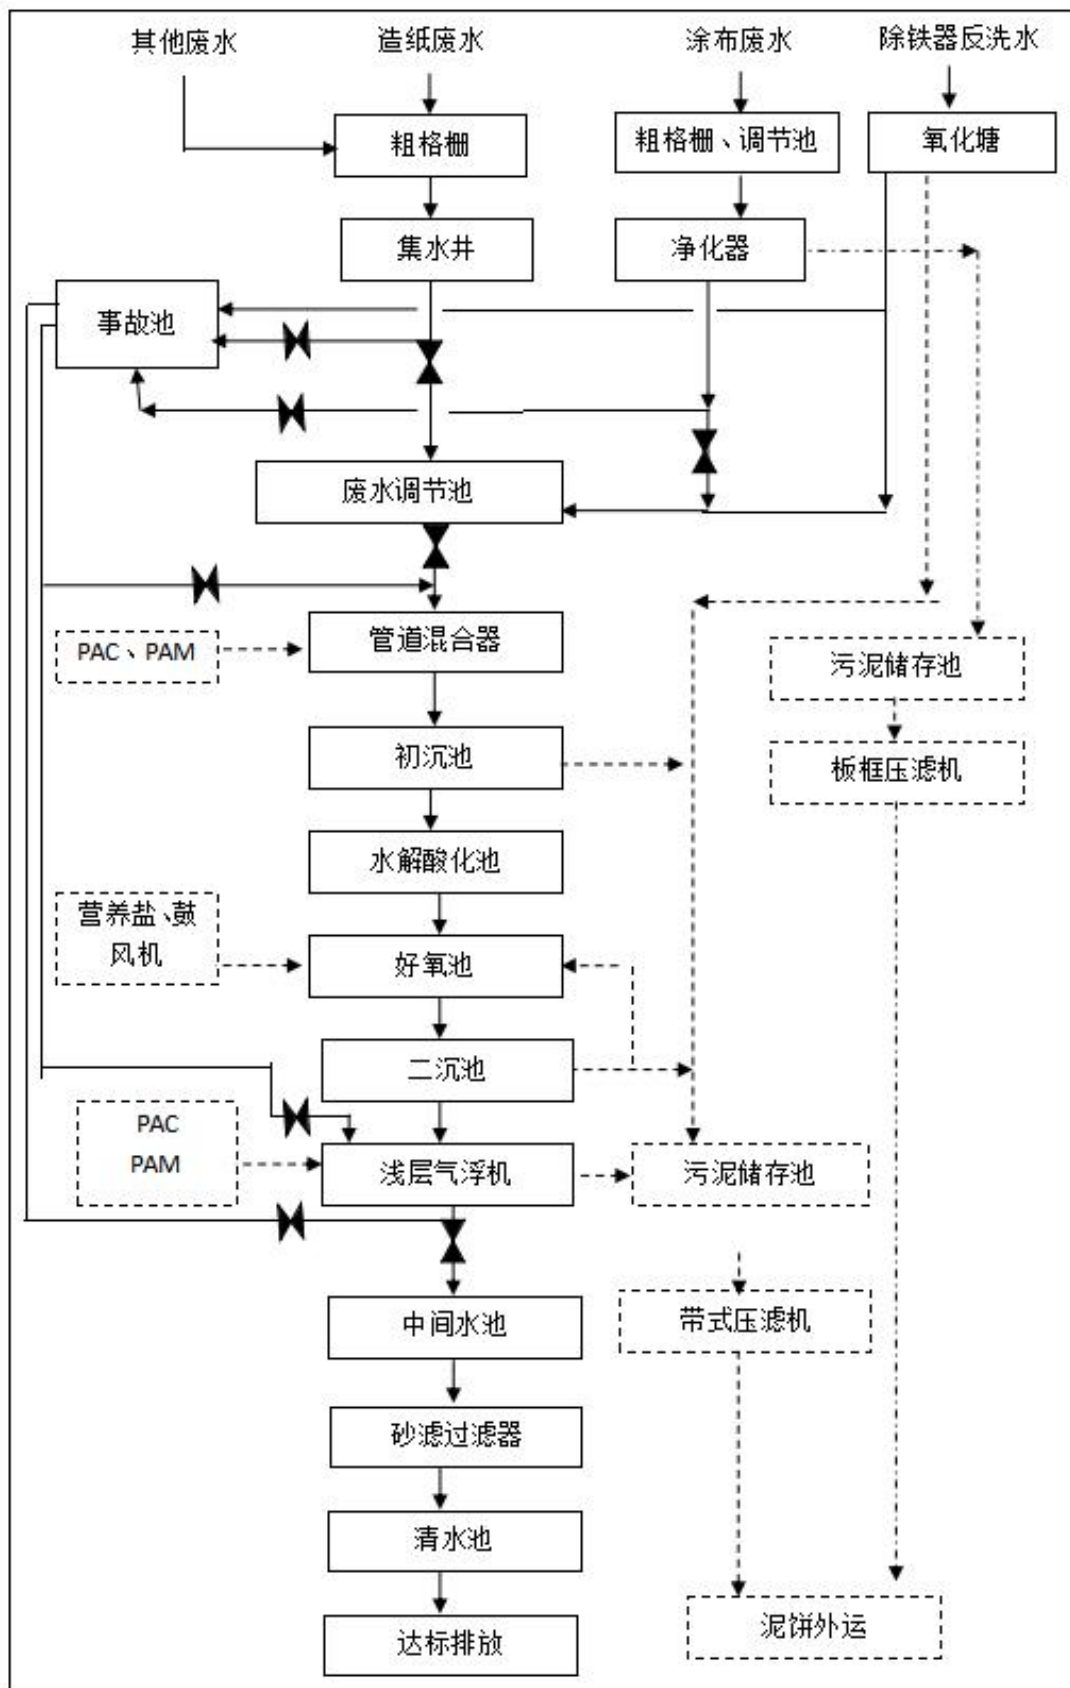 其他废水
造纸废水
涂布废水
除铁器反洗水
粗格栅
粗格栅、调节池
氧化塘
集水井
净化器
事故池
废水调节池
PAC、PAM
管道混合器
污泥储存池
初沉池
板框压滤机
水解酸化池
营养盐、鼓
风机
好氧池
二沉池
PAC
PAM
浅层气浮机
污泥储存池
中间水池
带式压滤机
砂滤过滤器
清水池
达标排放
泥饼外运